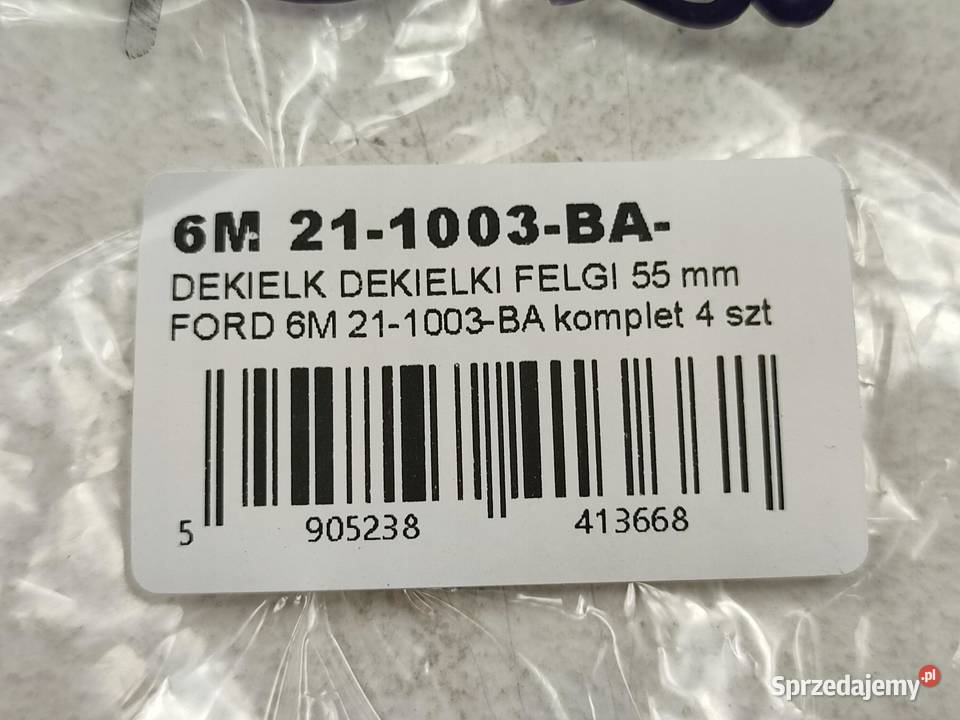 6M 21-1003-BA-
DEKIELK DEKIELKI FELGI 55 mm
FORD 6M 21-1003-BA komplet 4 szt
5 905238 413668
Sprzedajemy.pl